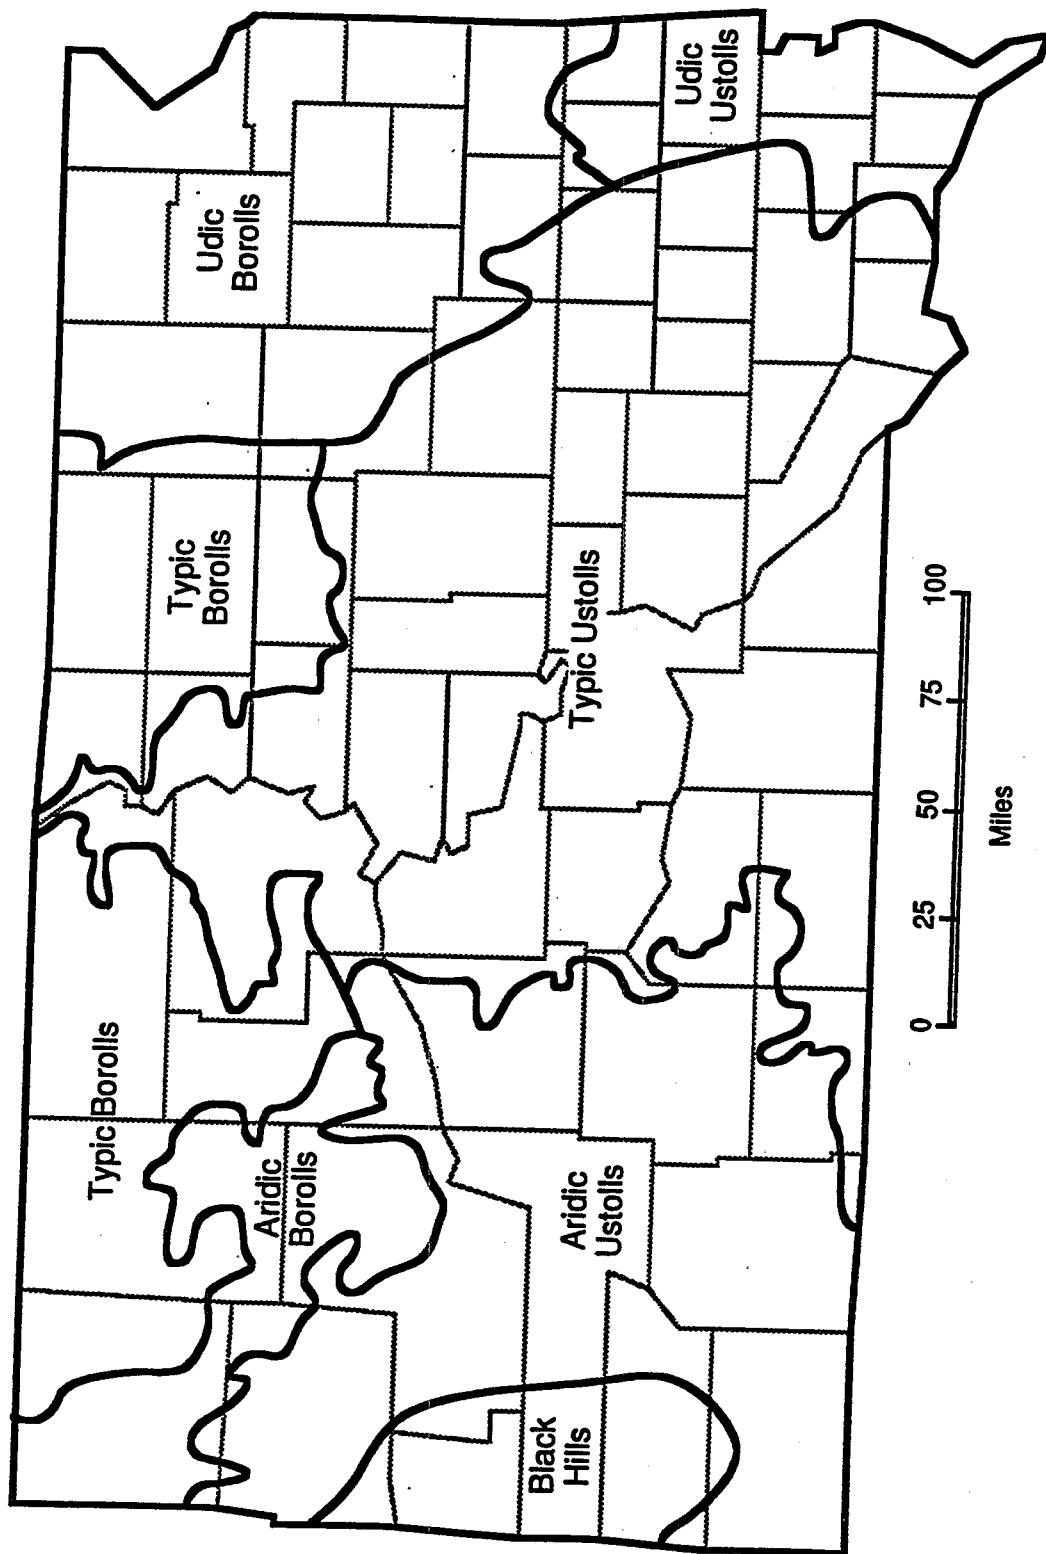 Typic Borolls
Aridic
Borolls
Black
Hills
Aridic
Ustolls
Typic
Borolls
Typic Ustolls
Udic
Borolls
Udic
Ustolls
0
25
50
75
100
Miles